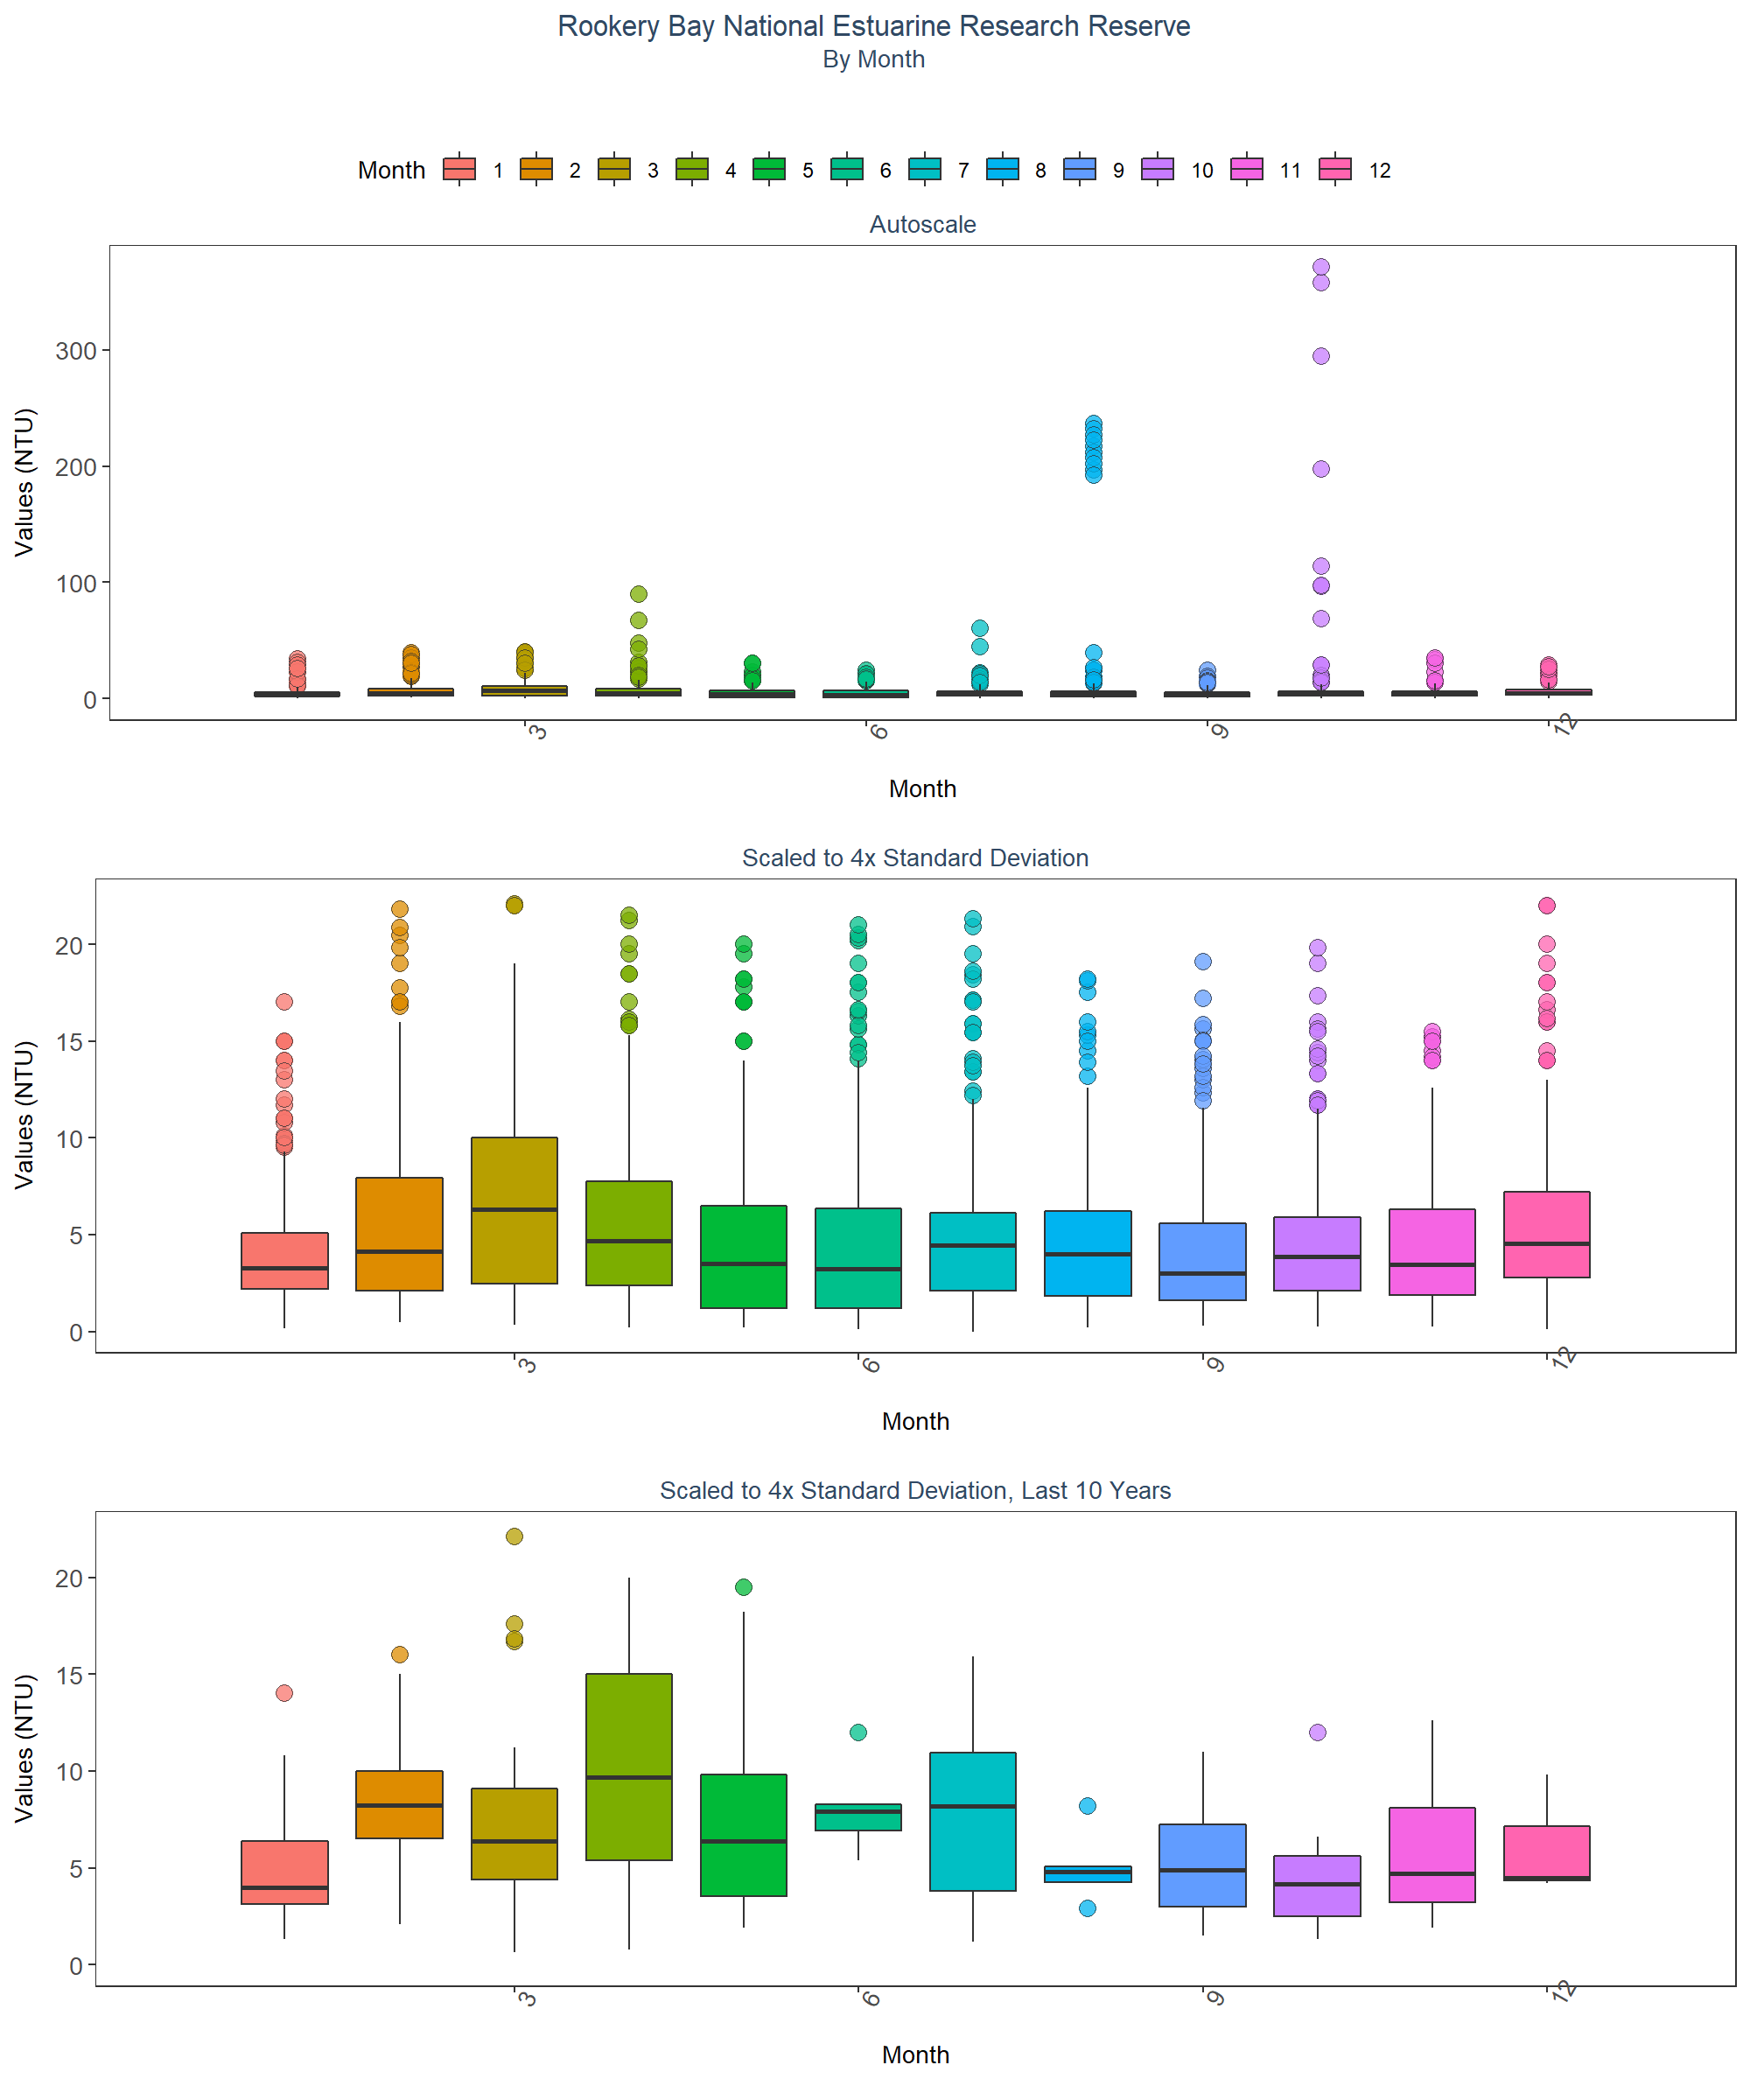 Rookery Bay National Estuarine Research Reserve
By Month
Month 1 2 3 4 5 6 7 8 9 10 11 12
Autoscale
Values (NTU)
300
200
100
0
3 6 9 12
Month
Scaled to 4x Standard Deviation
Values (NTU)
20
15
10
5
0
3 6 9 12
Month
Scaled to 4x Standard Deviation, Last 10 Years
Values (NTU)
20
15
10
5
0
3 6 9 12
Month